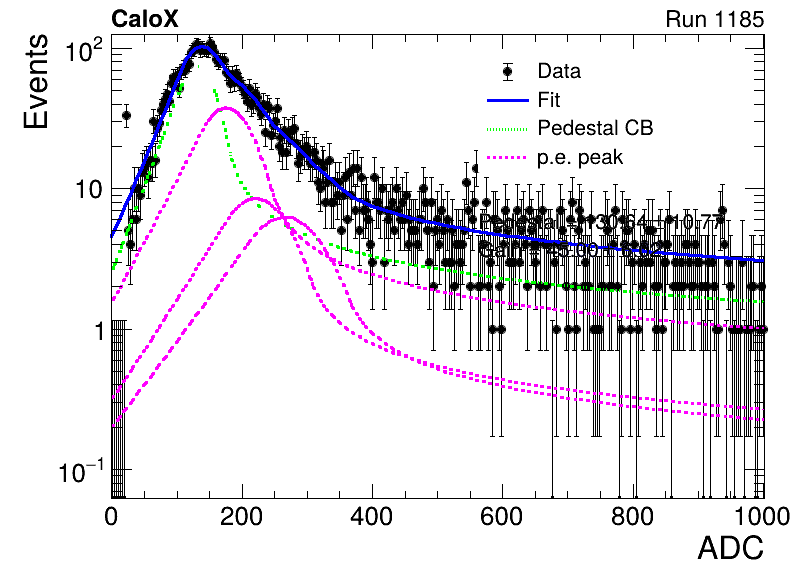 CaloX
Run 1185
Events
10²
10
1
10⁻¹
Data
Fit
Pedestal CB
p.e. peak
Pedestal
0
200
400
600
800
1000
ADC